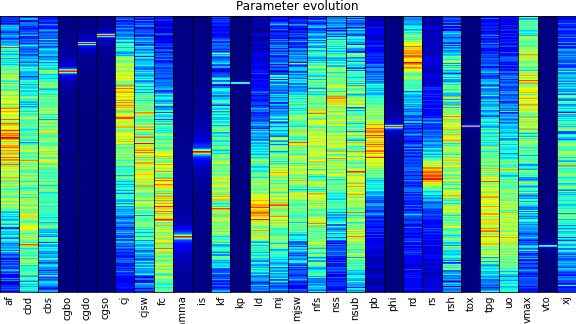 Parameter evolution
af
cbd
cbs
cgbo
cgdo
cgso
cj
cjsw
fc
is
kf
kp
ld
mj
mjsw
nfs
nss
nsub
pb
phi
rd
rs
rsh
tox
tpg
uo
vmax
vto
xj